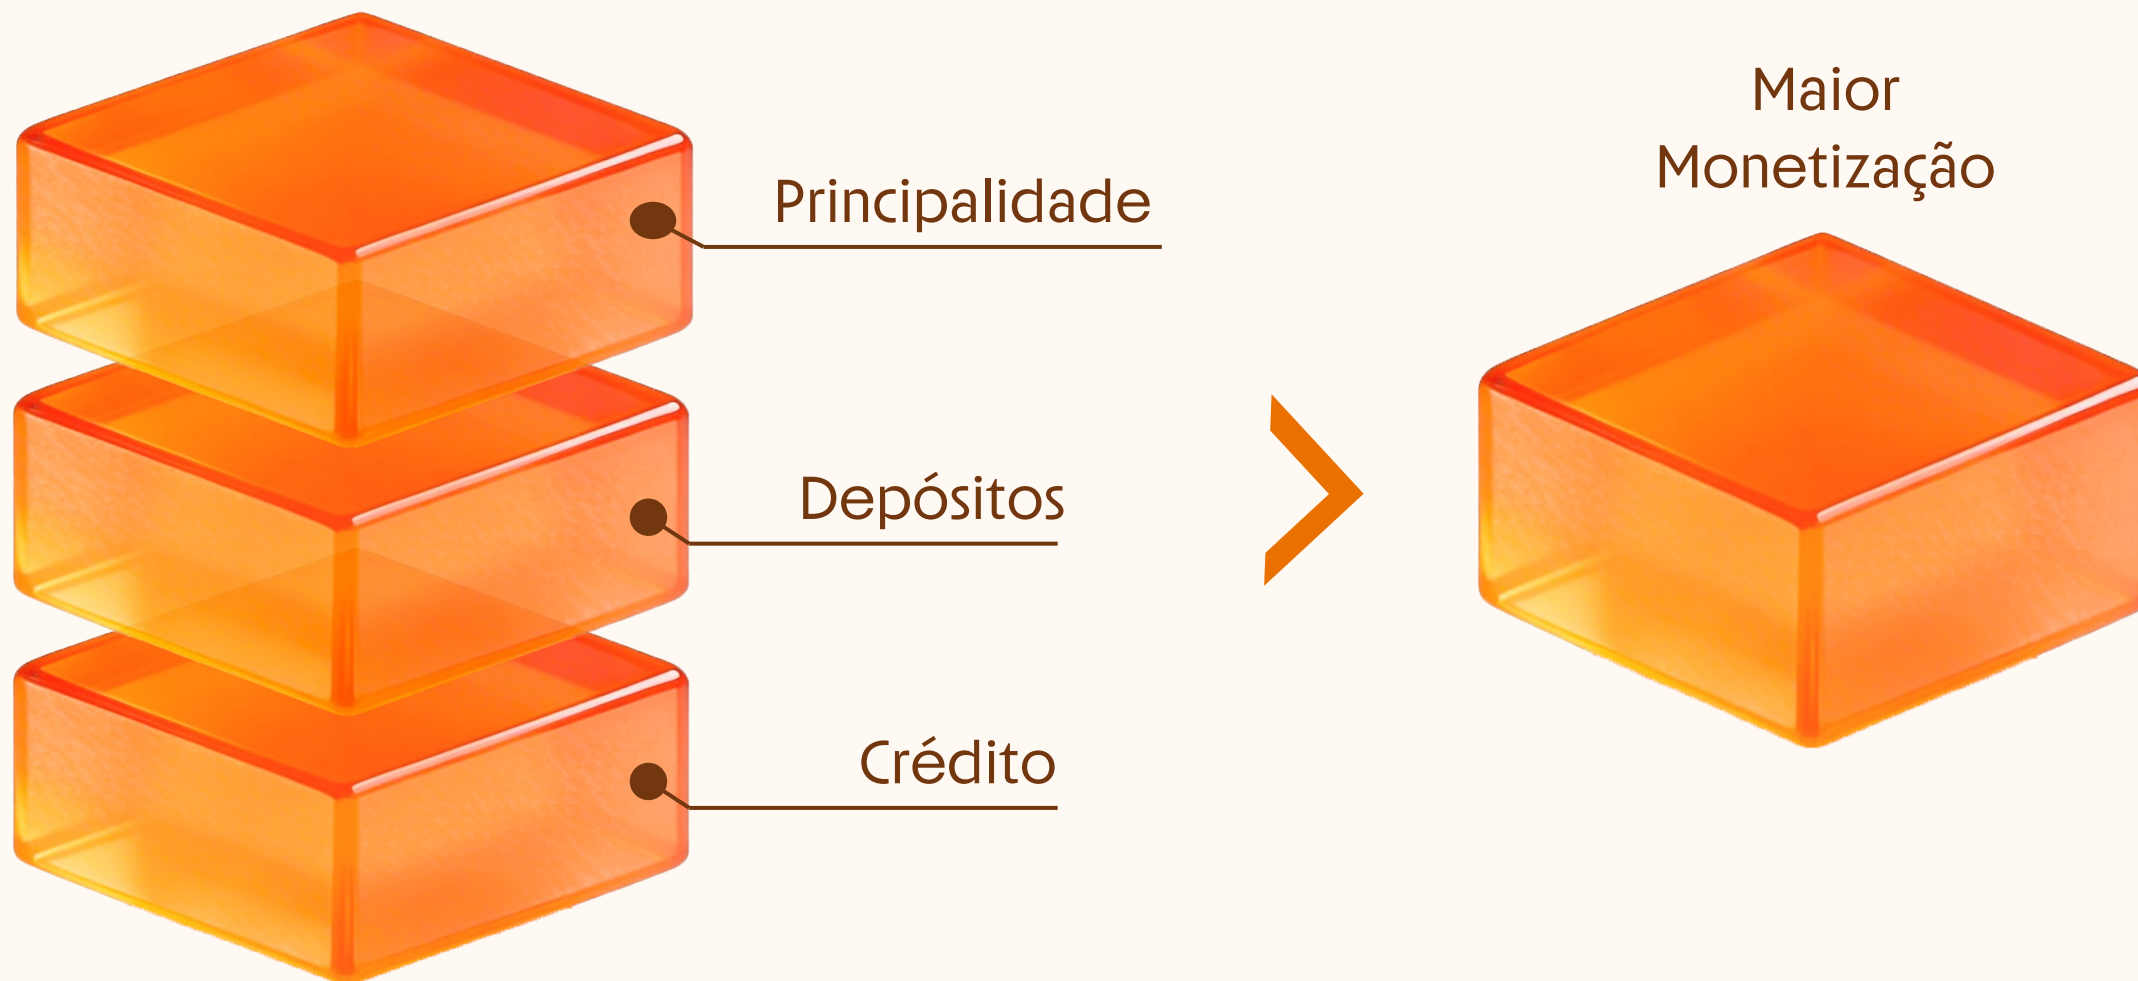 Principalidade
Depósitos
Crédito
Maior
Monetização